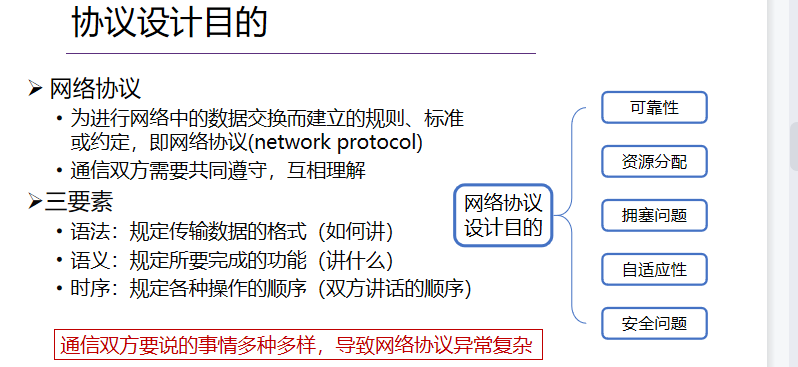 协议设计目的
➢ 网络协议
• 为进行网络中的数据交换而建立的规则、标准
或约定，即网络协议(network protocol)
• 通信双方需要共同遵守，互相理解
➢三要素
• 语法：规定传输数据的格式（如何讲）
• 语义：规定所要完成的功能（讲什么）
• 时序：规定各种操作的顺序（双方讲话的顺序）
通信双方要说的事情多种多样，导致网络协议异常复杂
网络协议
设计目的
可靠性
资源分配
拥塞问题
自适应性
安全问题